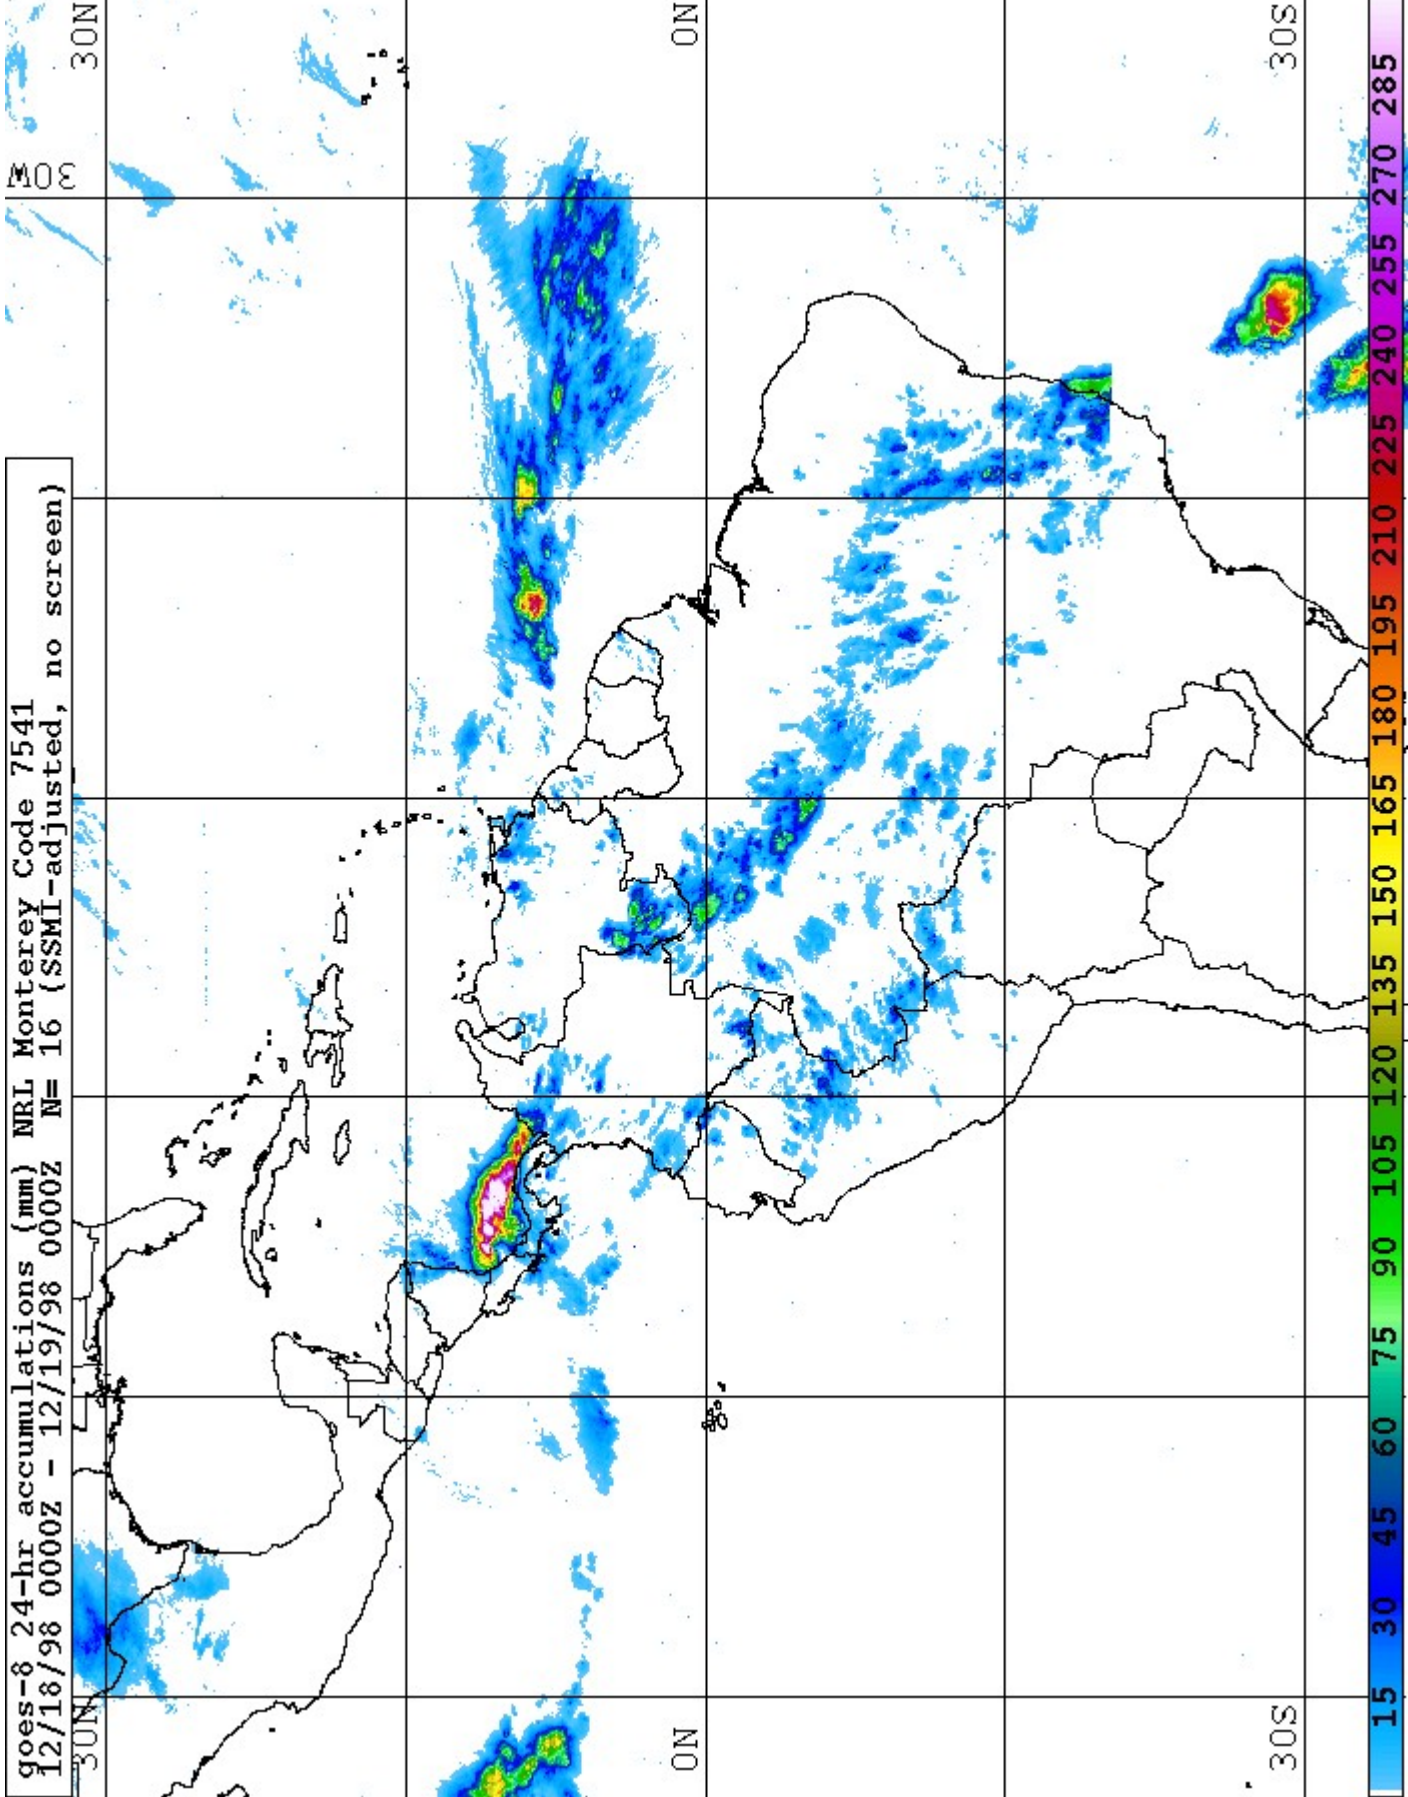 goes-8 24-hr accumulations (mm) NRL Monterey Code 7541
12/18/98 0000Z - 12/19/98 0000Z N= 16 (SSMI-adjusted, no screen)
30W
30N
30N
0N
0N
30S
30S
15 30 45 60 75 90 105 120 135 150 165 180 195 210 225 240 255 270 285